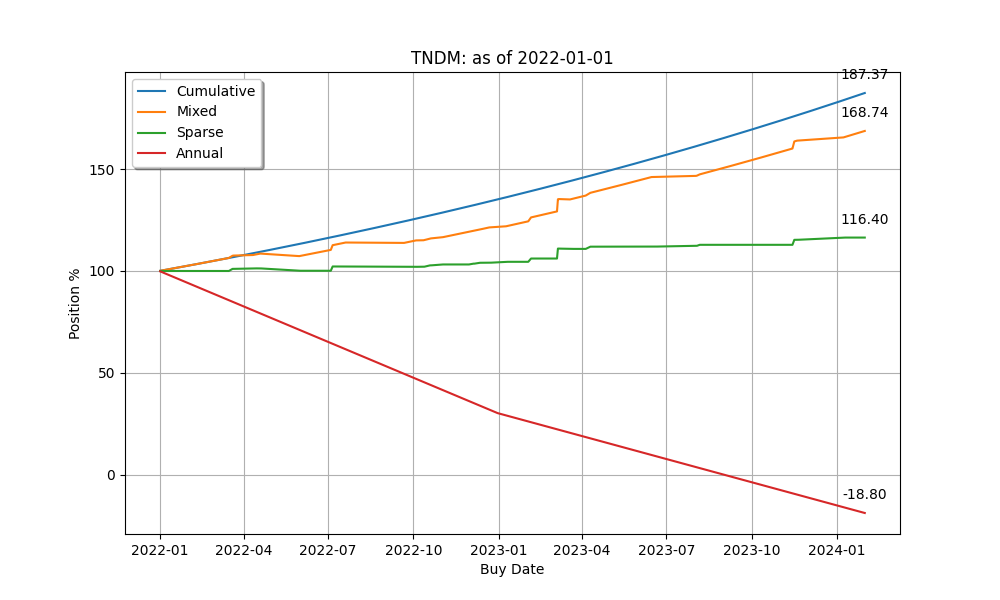 TNDM: as of 2022-01-01
187.37
Cumulative
Mixed
Sparse
Annual
168.74
150
116.40
100
Position %
50
0
-18.80
2022-01 2022-04 2022-07 2022-10 2023-01 2023-04 2023-07 2023-10 2024-01
Buy Date